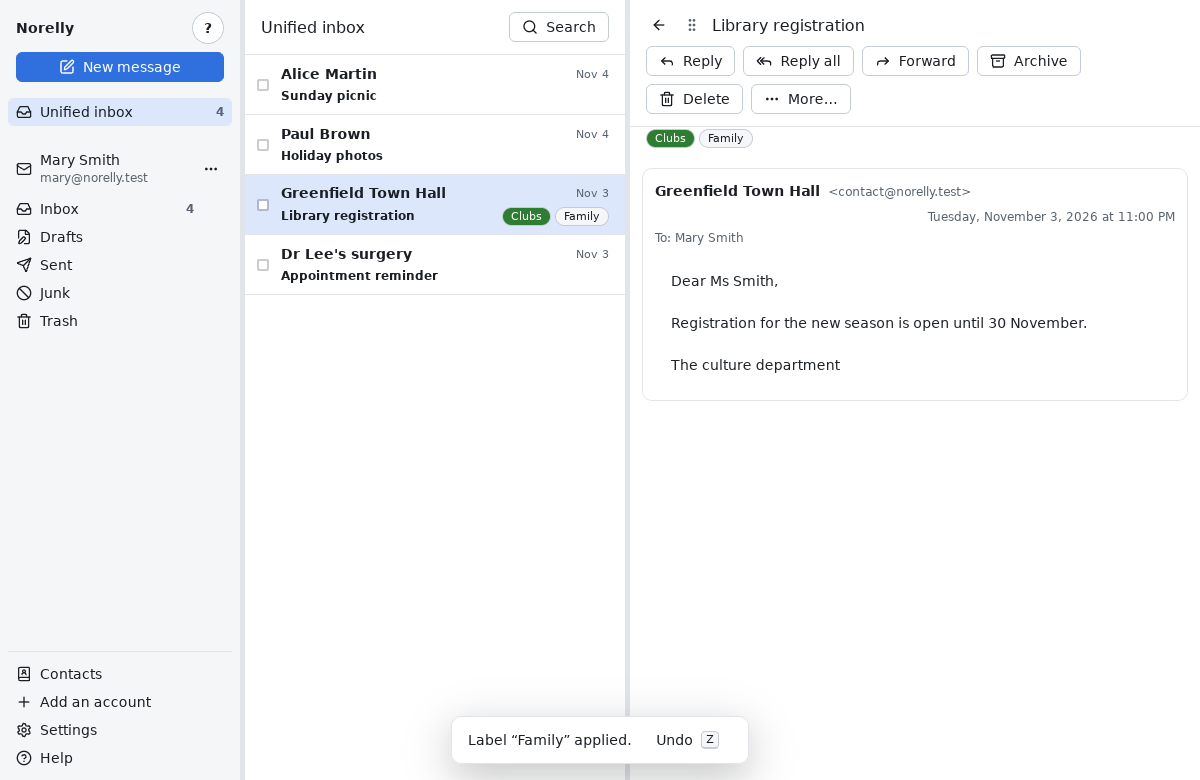 Norelly
?
New message
Unified inbox 4
Mary Smith
mary@norelly.test
Inbox 4
Drafts
Sent
Junk
Trash
Contacts
Add an account
Settings
Help
Unified inbox
Search
Alice Martin Nov 4
Sunday picnic
Paul Brown Nov 4
Holiday photos
Greenfield Town Hall Nov 3
Library registration Clubs Family
Dr Lee's surgery Nov 3
Appointment reminder
Library registration
Reply Reply all Forward Archive
Delete More…
Clubs Family
Greenfield Town Hall <contact@norelly.test>
Tuesday, November 3, 2026 at 11:00 PM
To: Mary Smith
Dear Ms Smith,
Registration for the new season is open until 30 November.
The culture department
Label “Family” applied. Undo Z